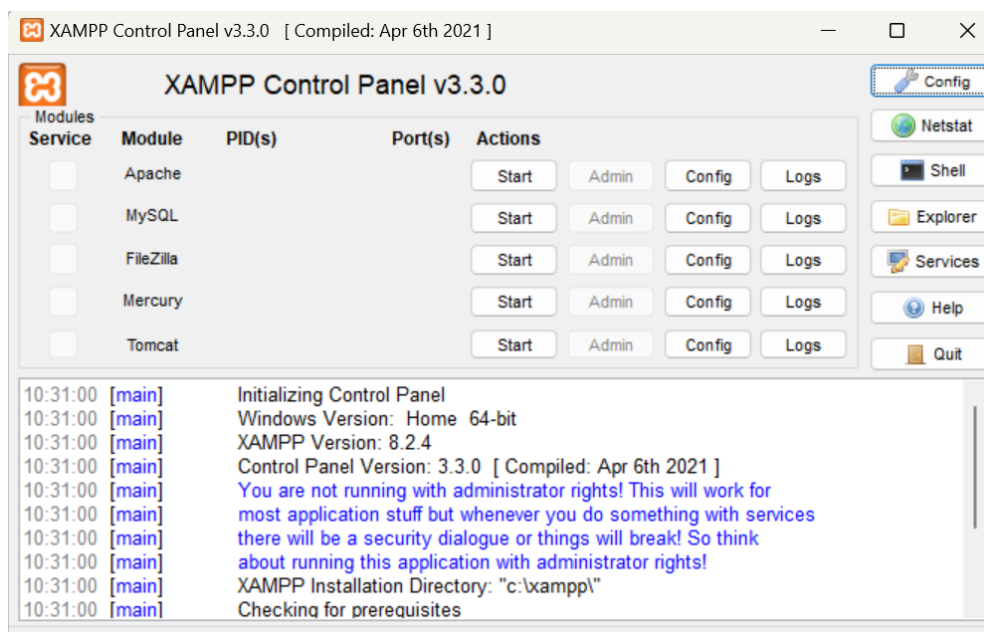 XAMPP Control Panel v3.3.0 [ Compiled: Apr 6th 2021 ]
XAMPP Control Panel v3.3.0
Config
Modules
Service Module PID(s) Port(s) Actions
Netstat
Apache Start Admin Config Logs
Shell
MySQL Start Admin Config Logs
Explorer
FileZilla Start Admin Config Logs
Services
Mercury Start Admin Config Logs
Help
Tomcat Start Admin Config Logs
Quit
10:31:00 [main] Initializing Control Panel
10:31:00 [main] Windows Version: Home 64-bit
10:31:00 [main] XAMPP Version: 8.2.4
10:31:00 [main] Control Panel Version: 3.3.0 [ Compiled: Apr 6th 2021 ]
10:31:00 [main] You are not running with administrator rights! This will work for
10:31:00 [main] most application stuff but whenever you do something with services
10:31:00 [main] there will be a security dialogue or things will break! So think
10:31:00 [main] about running this application with administrator rights!
10:31:00 [main] XAMPP Installation Directory: "c:\xampp\"
10:31:00 [main] Checking for prerequisites